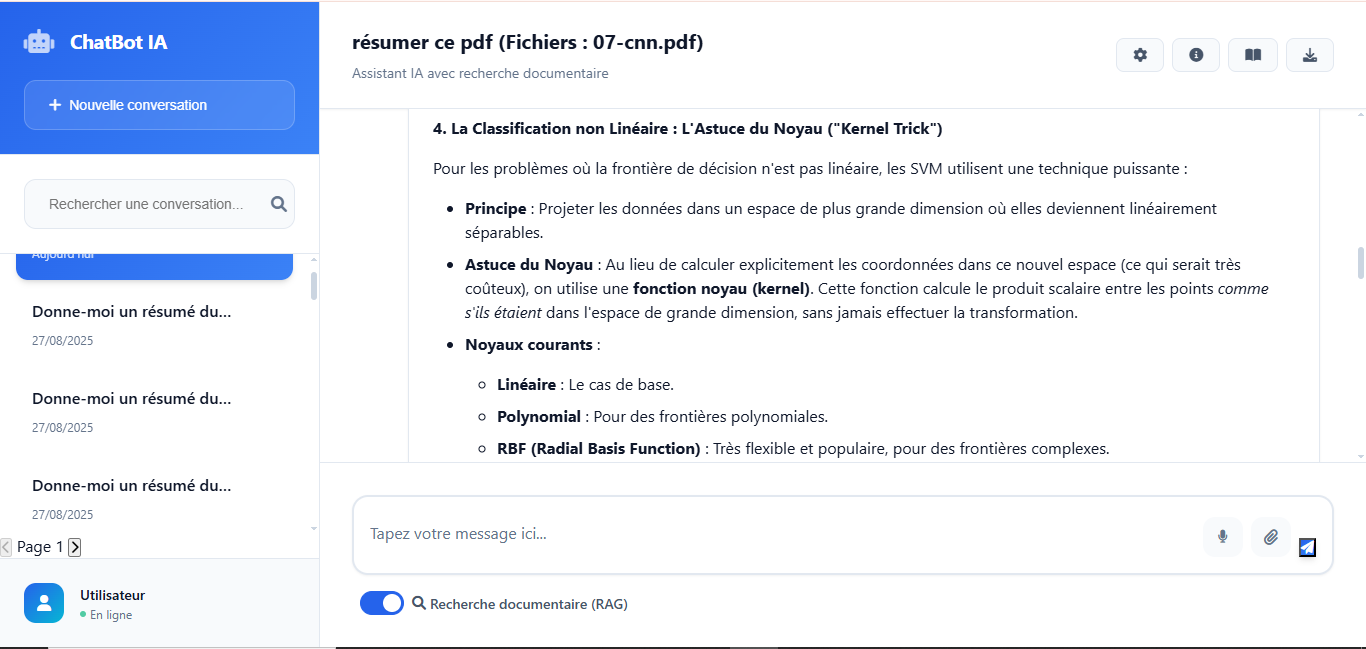 ChatBot IA
Nouvelle conversation
Rechercher une conversation...
Aujourd'hui
Donne-moi un résumé du...
27/08/2025
Donne-moi un résumé du...
27/08/2025
Donne-moi un résumé du...
27/08/2025
Page 1
Utilisateur
En ligne
résumer ce pdf (Fichiers : 07-cnn.pdf)
Assistant IA avec recherche documentaire
4. La Classification non Linéaire : L'Astuce du Noyau ("Kernel Trick")
Pour les problèmes où la frontière de décision n'est pas linéaire, les SVM utilisent une technique puissante :
Principe : Projeter les données dans un espace de plus grande dimension où elles deviennent linéairement
séparables.
Astuce du Noyau : Au lieu de calculer explicitement les coordonnées dans ce nouvel espace (ce qui serait très
coûteux), on utilise une fonction noyau (kernel). Cette fonction calcule le produit scalaire entre les points comme
s'ils étaient dans l'espace de grande dimension, sans jamais effectuer la transformation.
Noyaux courants :
Linéaire : Le cas de base.
Polynomial : Pour des frontières polynomiales.
RBF (Radial Basis Function) : Très flexible et populaire, pour des frontières complexes.
Tapez votre message ici...
Recherche documentaire (RAG)